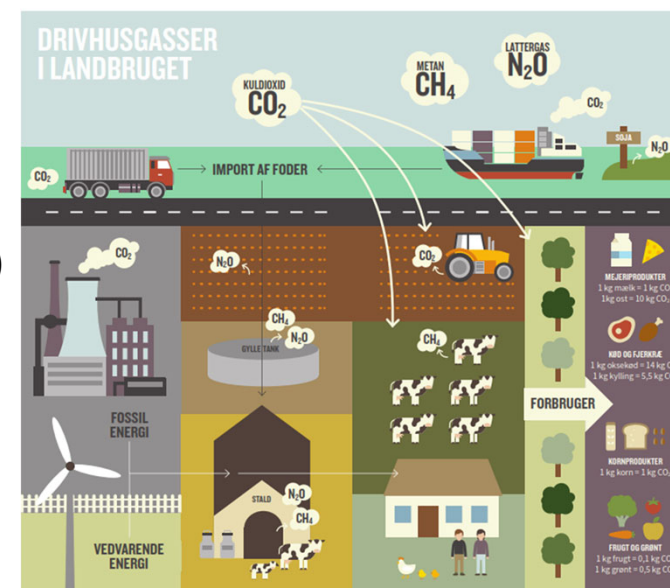 DRIVHUSGASSER
I LANDBRUGET
KULDIOXID
CO₂
METAN
CH₄
LATTERGAS
N₂O
CO₂
SOJA
N₂O
CO₂
IMPORT AF FODER
CO₂
N₂O
CO₂
CH₄
N₂O
GYLLETANK
CH₄
FOSSIL
ENERGI
STALD
N₂O
CH₄
VEDVARENDE
ENERGI
FORBRUGER
MEJERIPRODUKTER
1 kg mælk = 1 kg CO
1kg ost = 10 kg CO₂
KØD OG FJERKRÆ
1 kg oksekød = 14 kg C
1 kg kylling = 5,5 kg C
KORNPRODUKTER
1 kg korn = 1 kg CO₂
FRUGT OG GRØNT
1 kg frugt = 0,1 kg CO
1 kg grønt = 0,5 kg CO